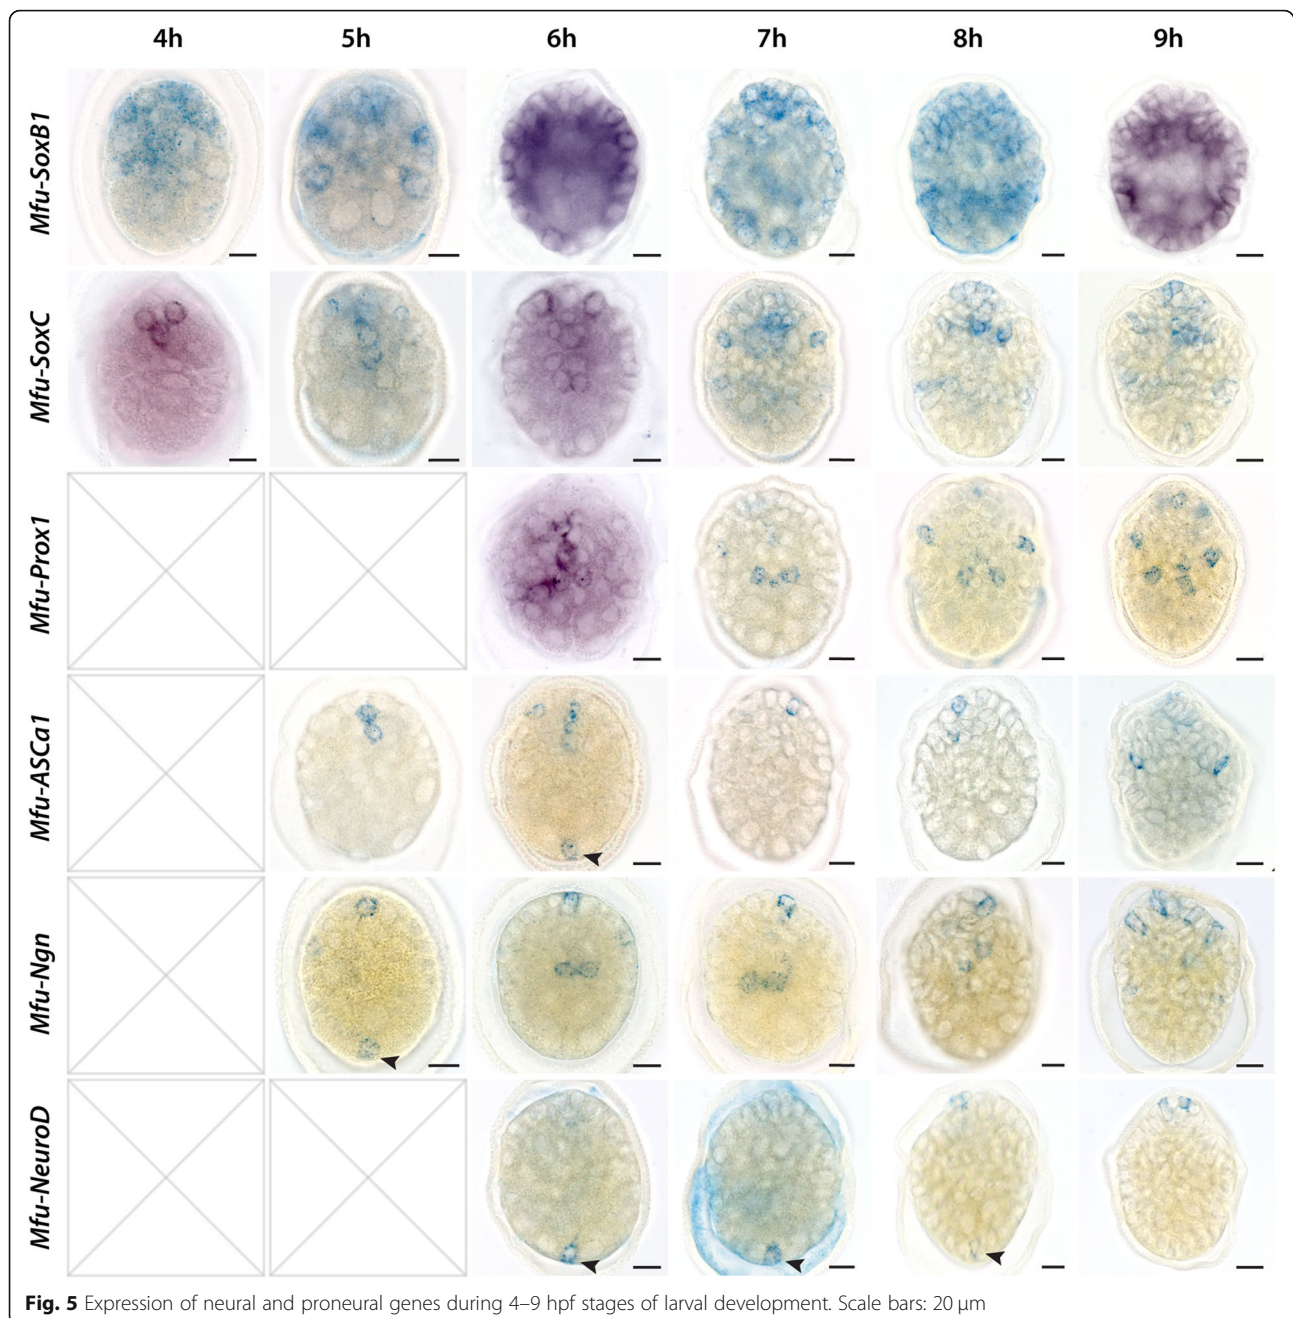 4h 5h 6h 7h 8h 9h
Mfu-SoxB1
Mfu-SoxC
Mfu-Prox1
Mfu-ASCa1
Mfu-Ngn
Mfu-NeuroD
Fig. 5 Expression of neural and proneural genes during 4–9 hpf stages of larval development. Scale bars: 20 μm